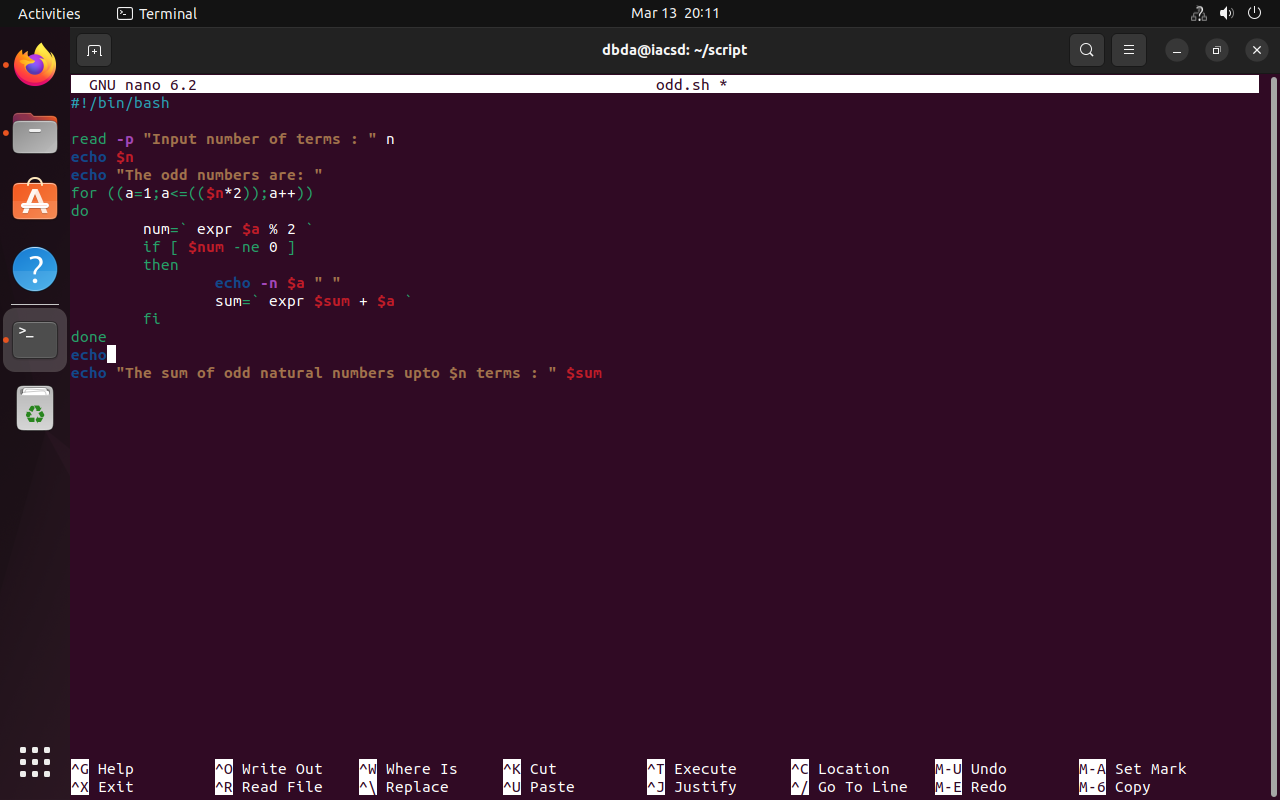 Activities Terminal Mar 13 20:11
dbda@iacsd: ~/script
GNU nano 6.2 odd.sh *
#!/bin/bash
read -p "Input number of terms : " n
echo $n
echo "The odd numbers are: "
for ((a=1;a<=(($n*2));a++))
do
num=` expr $a % 2 `
if [ $num -ne 0 ]
then
echo -n $a " "
sum=` expr $sum + $a `
fi
done
echo
echo "The sum of odd natural numbers upto $n terms : " $sum
^G Help ^O Write Out ^W Where Is ^K Cut ^T Execute ^C Location M-U Undo M-A Set Mark
^X Exit ^R Read File ^\ Replace ^U Paste ^J Justify ^/ Go To Line M-E Redo M-6 Copy